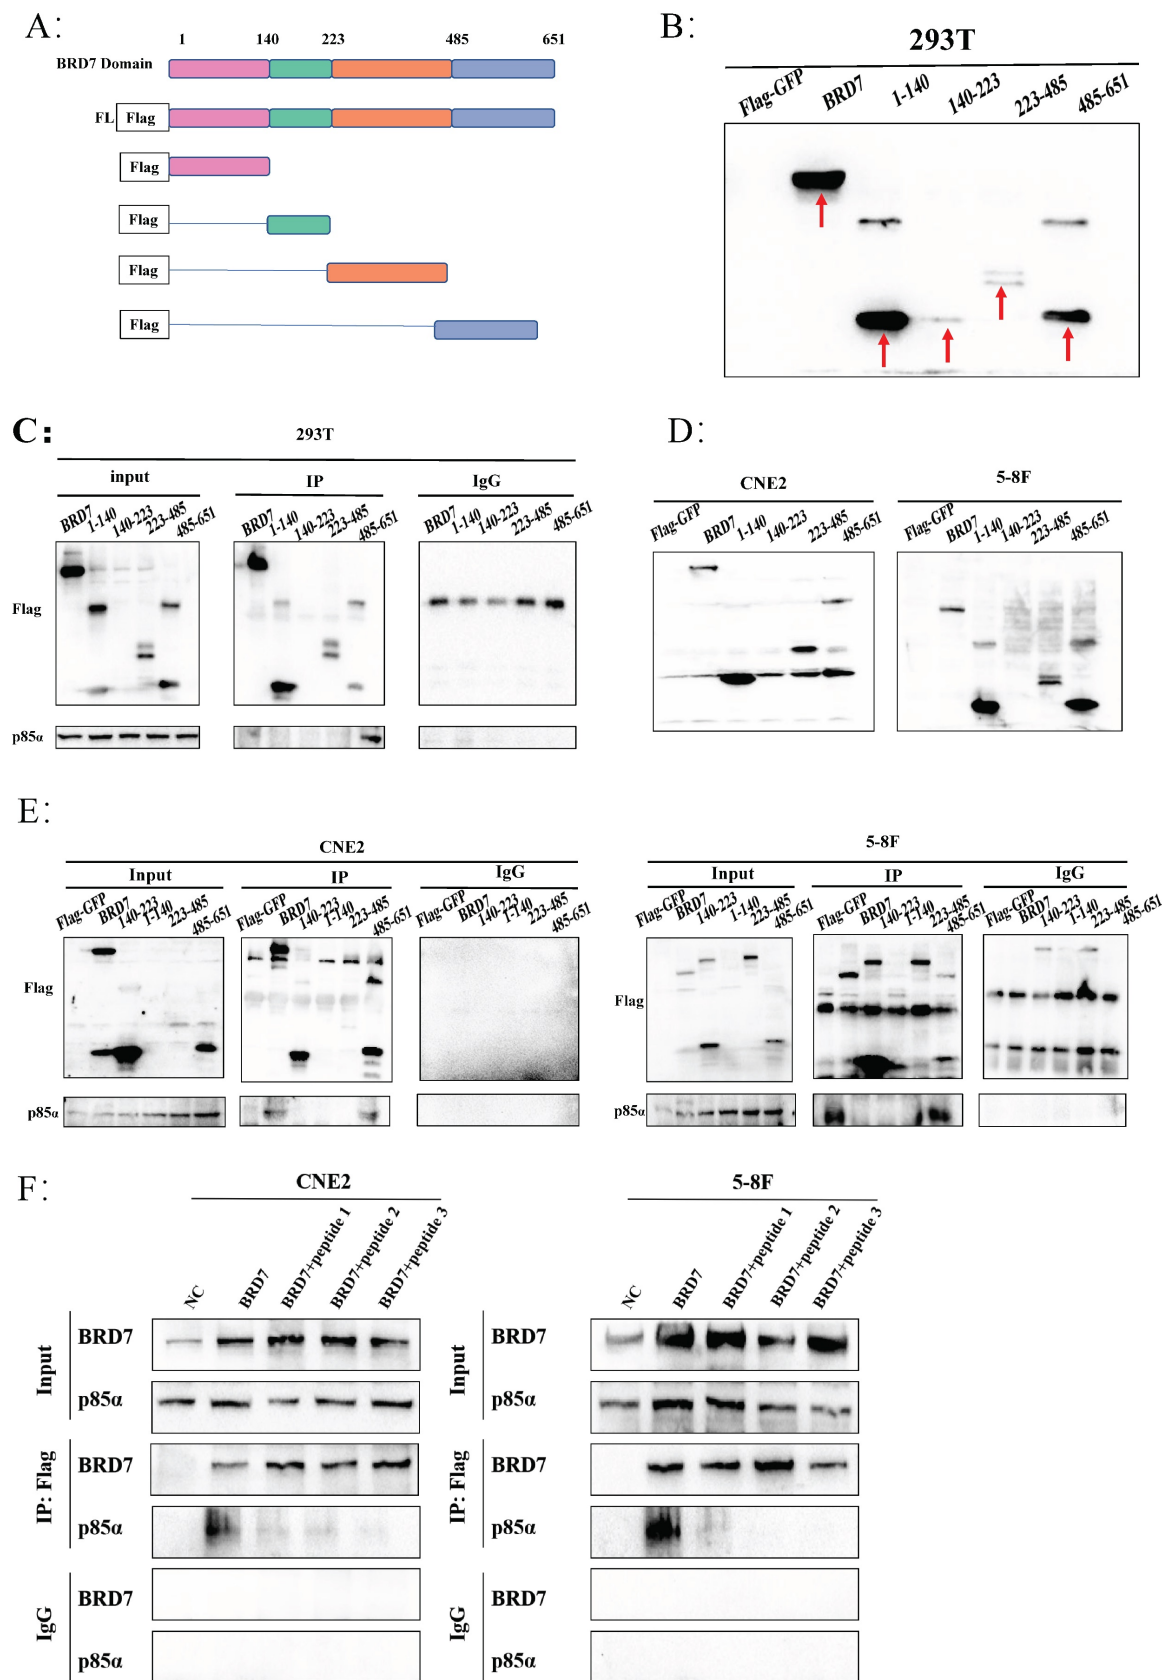 A:
1 140 223 485 651
BRD7 Domain
FL Flag
Flag
Flag
Flag
Flag
B:
293T
Flag-GFP BRD7 1-140 140-223 223-485 485-651
C:
293T
input IP IgG
BRD7 1-140 140-223 223-485 485-651 BRD7 1-140 140-223 223-485 485-651 BRD7 1-140 140-223 223-485 485-651
Flag
p85α
D:
CNE2 5-8F
Flag-GFP BRD7 1-140 140-223 223-485 485-651 Flag-GFP BRD7 1-140 140-223 223-485 485-651
E:
CNE2 5-8F
Input IP IgG Input IP IgG
Flag-GFP BRD7 140-223 1-140 223-485 485-651 Flag-GFP BRD7 140-223 1-140 223-485 485-651 Flag-GFP BRD7 140-223 1-140 223-485 485-651 Flag-GFP BRD7 140-223 1-140 223-485 485-651 Flag-GFP BRD7 140-223 1-140 223-485 485-651 Flag-GFP BRD7 140-223 1-140 223-485 485-651
Flag Flag
p85α p85α
F:
CNE2 5-8F
NC BRD7 BRD7+peptide 1 BRD7+peptide 2 BRD7+peptide 3 NC BRD7 BRD7+peptide 1 BRD7+peptide 2 BRD7+peptide 3
Input BRD7 Input BRD7
p85α p85α
IP: Flag BRD7 IP: Flag BRD7
p85α p85α
IgG BRD7 IgG BRD7
p85α p85α